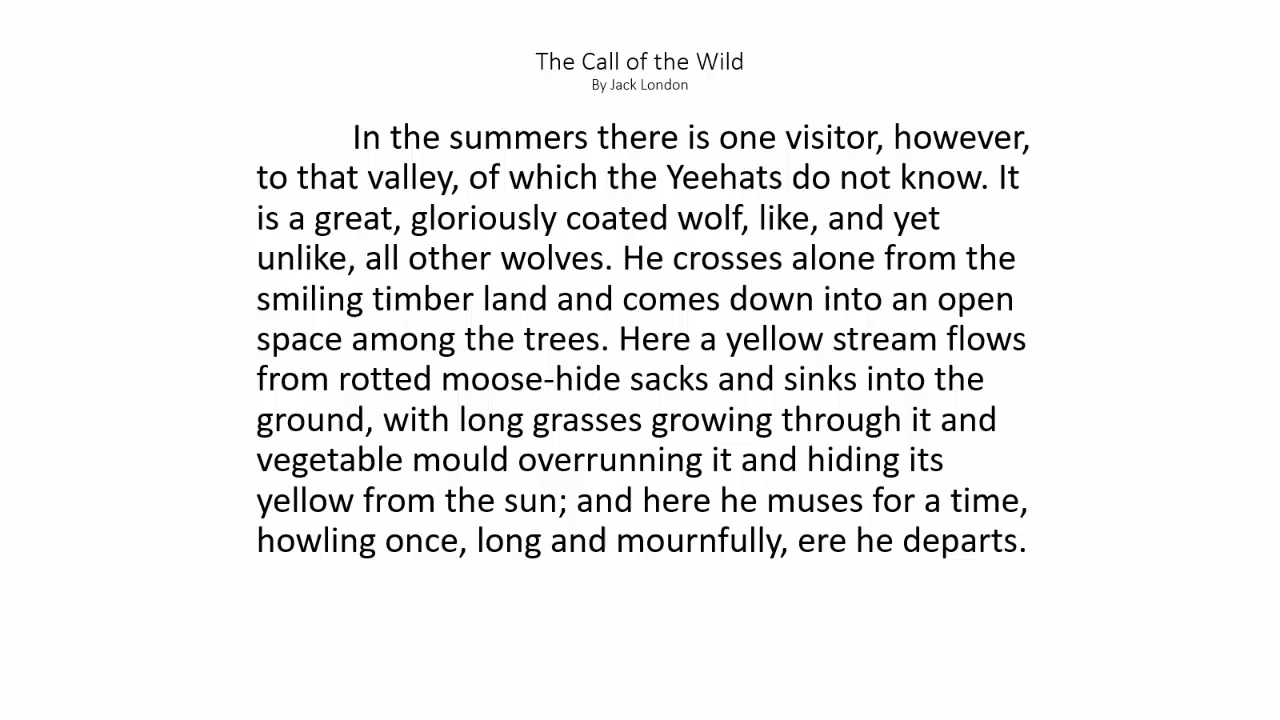 The Call of the Wild
By Jack London
In the summers there is one visitor, however,
to that valley, of which the Yeehats do not know. It
is a great, gloriously coated wolf, like, and yet
unlike, all other wolves. He crosses alone from the
smiling timber land and comes down into an open
space among the trees. Here a yellow stream flows
from rotted moose-hide sacks and sinks into the
ground, with long grasses growing through it and
vegetable mould overrunning it and hiding its
yellow from the sun; and here he muses for a time,
howling once, long and mournfully, ere he departs.